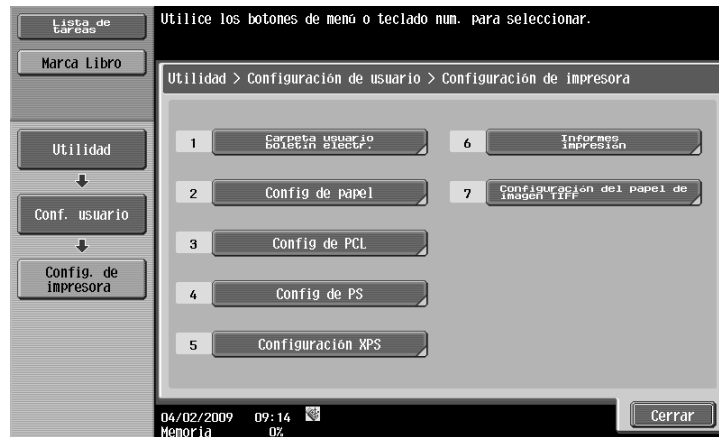 Lista de
tareas
Utilice los botones de menú o teclado num. para seleccionar.
Marca Libro
Utilidad > Configuración de usuario > Configuración de impresora
Utilidad
Conf. usuario
Config. de
impresora
1 Carpeta usuario
boletín electr.
2 Config de papel
3 Config de PCL
4 Config de PS
5 Configuración XPS
6 Informes
impresión
7 Configuración del papel de
imagen TIFF
04/02/2009 09:14
Memoria 0%
Cerrar